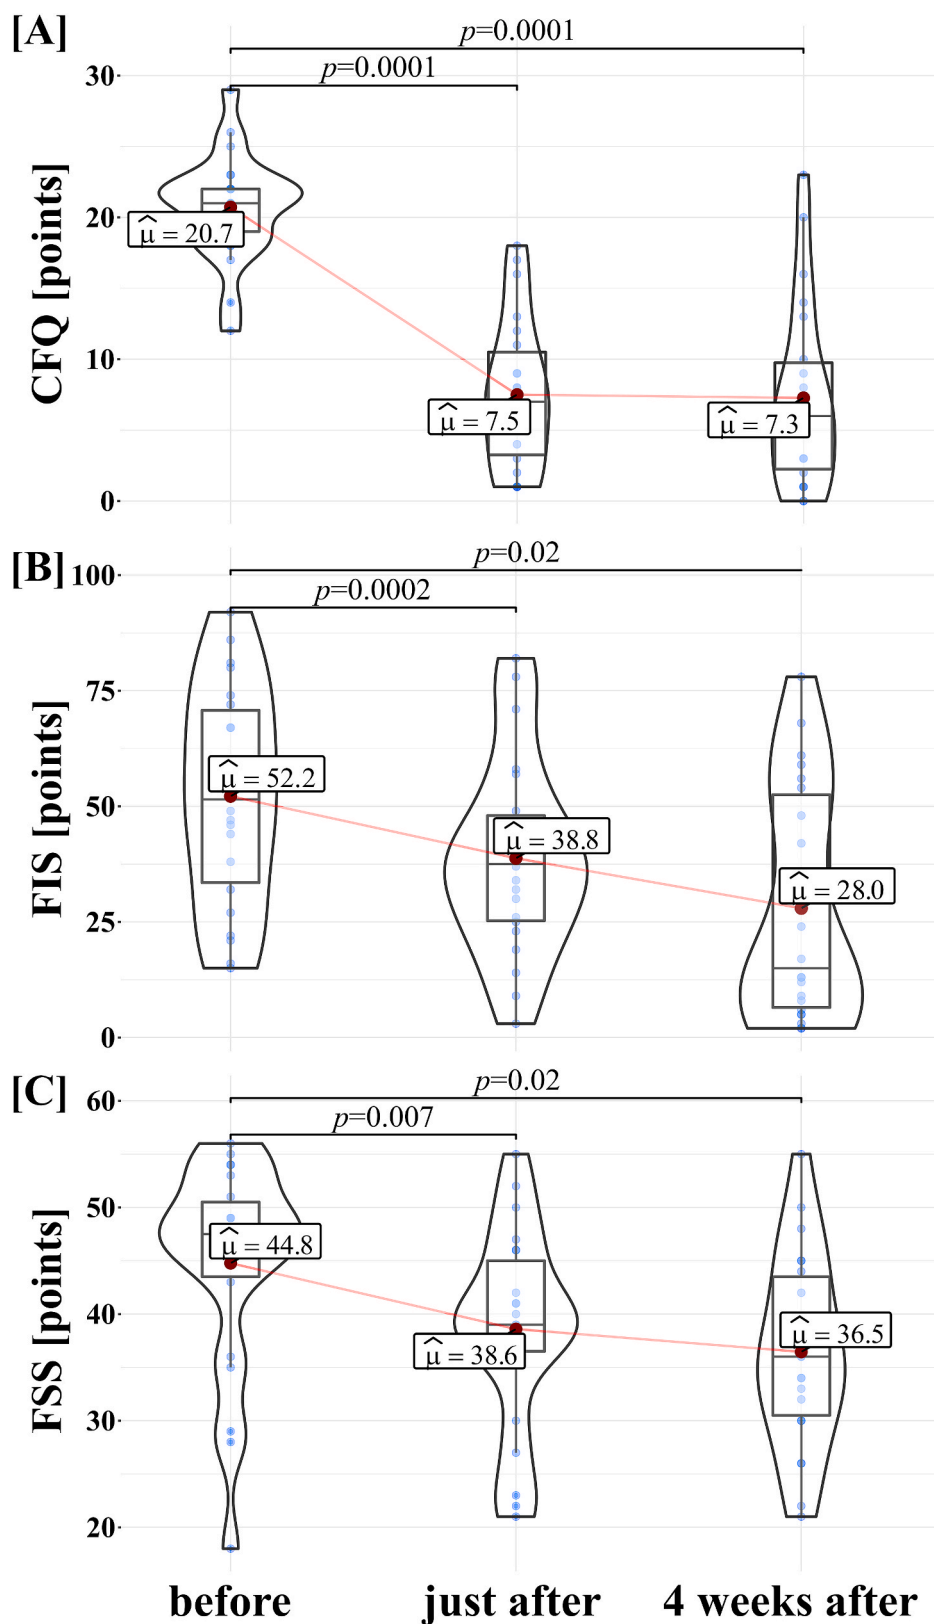 [A]
p=0.0001
p=0.0001
30
20
10
0
CFQ [points]
μ̂ = 20.7
μ̂ = 7.5
μ̂ = 7.3
[B]
p=0.02
p=0.0002
100
75
50
25
0
FIS [points]
μ̂ = 52.2
μ̂ = 38.8
μ̂ = 28.0
[C]
p=0.02
p=0.007
60
50
40
30
20
FSS [points]
μ̂ = 44.8
μ̂ = 38.6
μ̂ = 36.5
before just after 4 weeks after